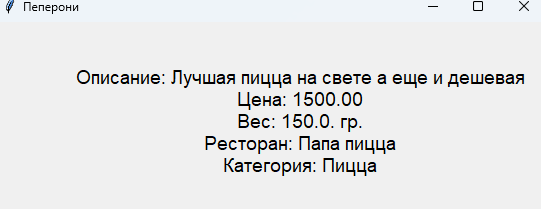 Пеперони
Описание: Лучшая пицца на свете а еще и дешевая
Цена: 1500.00
Вес: 150.0. гр.
Ресторан: Папа пицца
Категория: Пицца